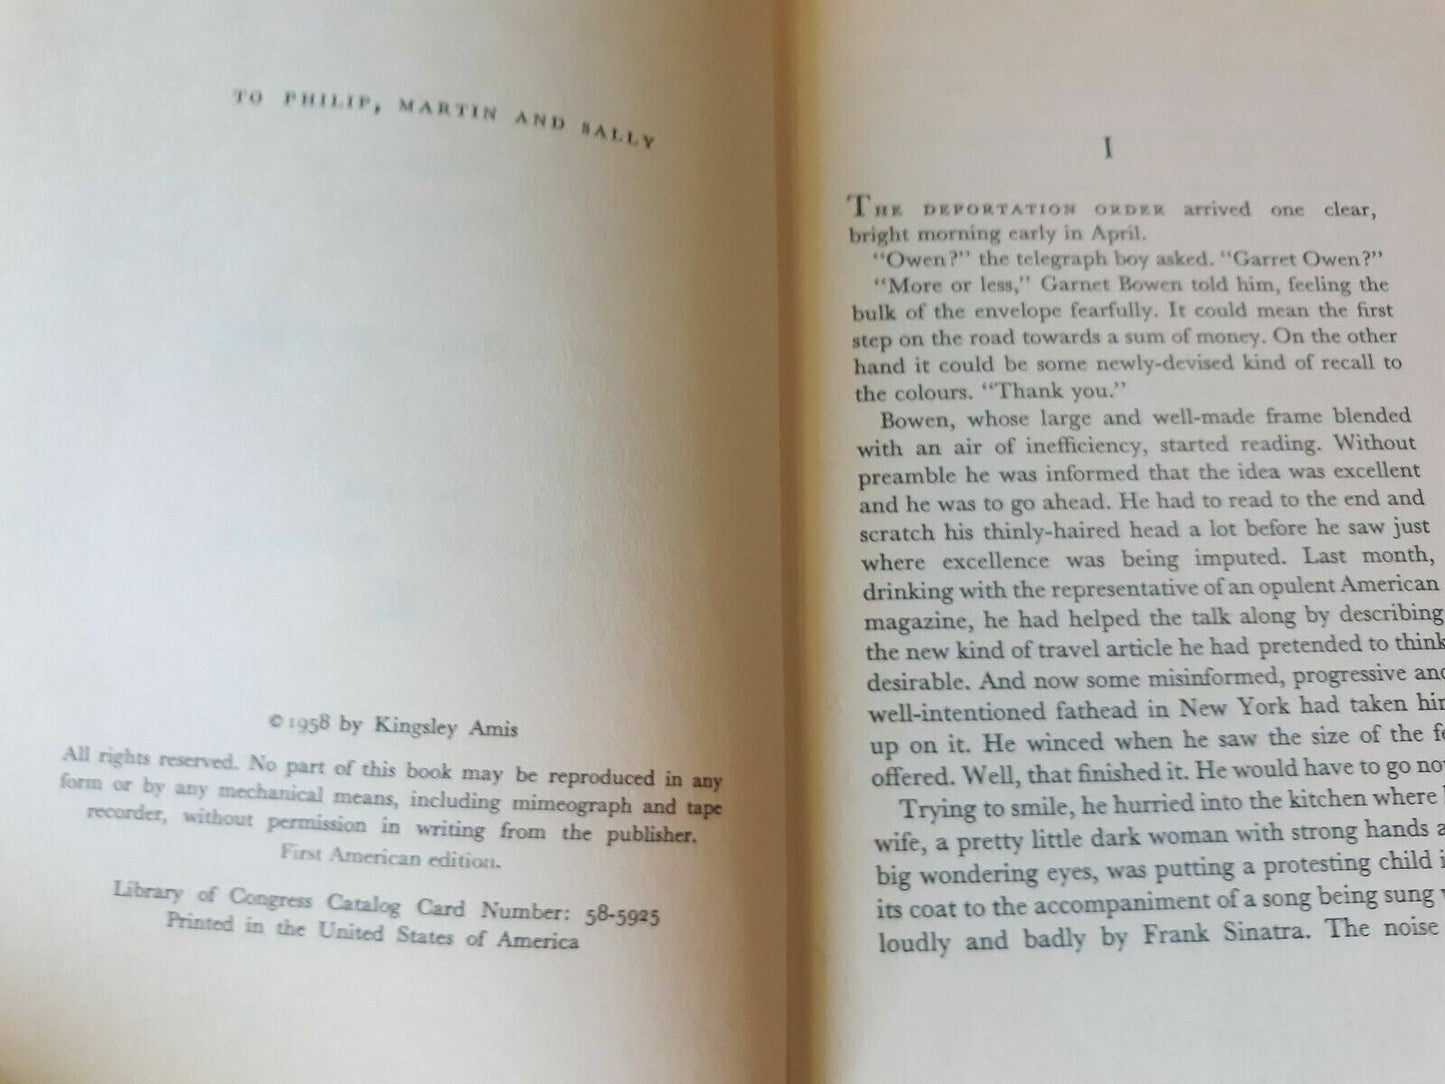 TO PHILIP, MARTIN AND SALLY
© 1958 by Kingsley Amis
All rights reserved. No part of this book may be reproduced in any
form or by any mechanical means, including mimeograph and tape
recorder, without permission in writing from the publisher.
First American edition.
Library of Congress Catalog Card Number: 58-5925
Printed in the United States of America
I
THE DEPORTATION ORDER arrived one clear,
bright morning early in April.
"Owen?" the telegraph boy asked. "Garret Owen?"
"More or less," Garnet Bowen told him, feeling the
bulk of the envelope fearfully. It could mean the first
step on the road towards a sum of money. On the other
hand it could be some newly-devised kind of recall to
the colours. "Thank you."
Bowen, whose large and well-made frame blended
with an air of inefficiency, started reading. Without
preamble he was informed that the idea was excellent
and he was to go ahead. He had to read to the end and
scratch his thinly-haired head a lot before he saw just
where excellence was being imputed. Last month,
drinking with the representative of an opulent American
magazine, he had helped the talk along by describing
the new kind of travel article he had pretended to think
desirable. And now some misinformed, progressive and
well-intentioned fathead in New York had taken him
up on it. He winced when he saw the size of the
offered. Well, that finished it. He would have to go
Trying to smile, he hurried into the kitchen where
wife, a pretty little dark woman with strong hands
big wondering eyes, was putting a protesting child
its coat to the accompaniment of a song being sung
loudly and badly by Frank Sinatra. The noise